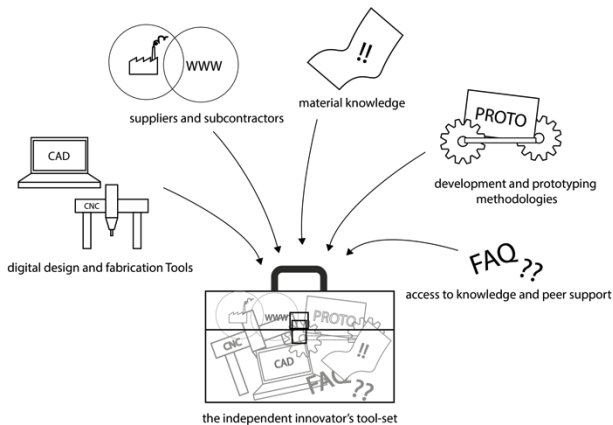 WWW
suppliers and subcontractors
!!
material knowledge
PROTO
development and prototyping
methodologies
CAD
CNC
digital design and fabrication Tools
FAQ ??
access to knowledge and peer support
WWW
PROTO
CNC
!!
CAD
FAQ ??
the independent innovator's tool-set